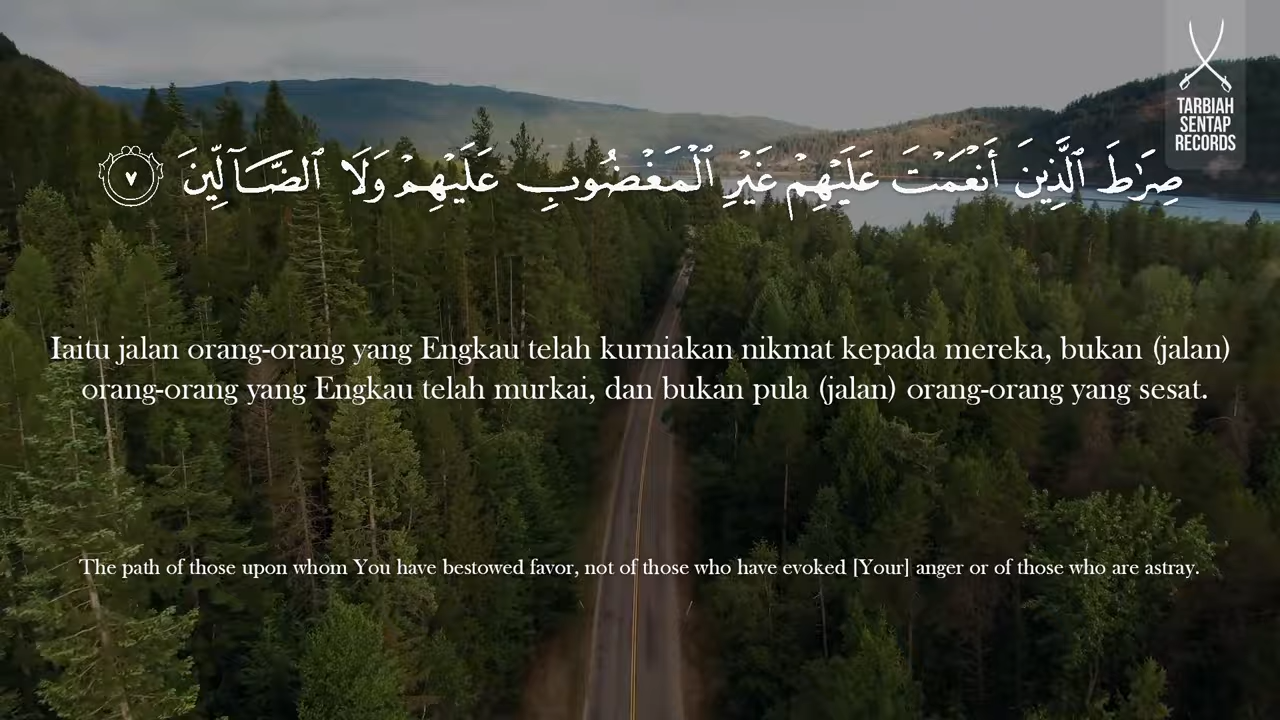 TARBIAH
SENTAP
RECORDS
صِرَٰطَ ٱلَّذِينَ أَنْعَمْتَ عَلَيْهِمْ غَيْرِ ٱلْمَغْضُوبِ عَلَيْهِمْ وَلَا ٱلضَّآلِّينَ ٧
Iaitu jalan orang-orang yang Engkau telah kurniakan nikmat kepada mereka, bukan (jalan)
orang-orang yang Engkau telah murkai, dan bukan pula (jalan) orang-orang yang sesat.
The path of those upon whom You have bestowed favor, not of those who have evoked [Your] anger or of those who are astray.